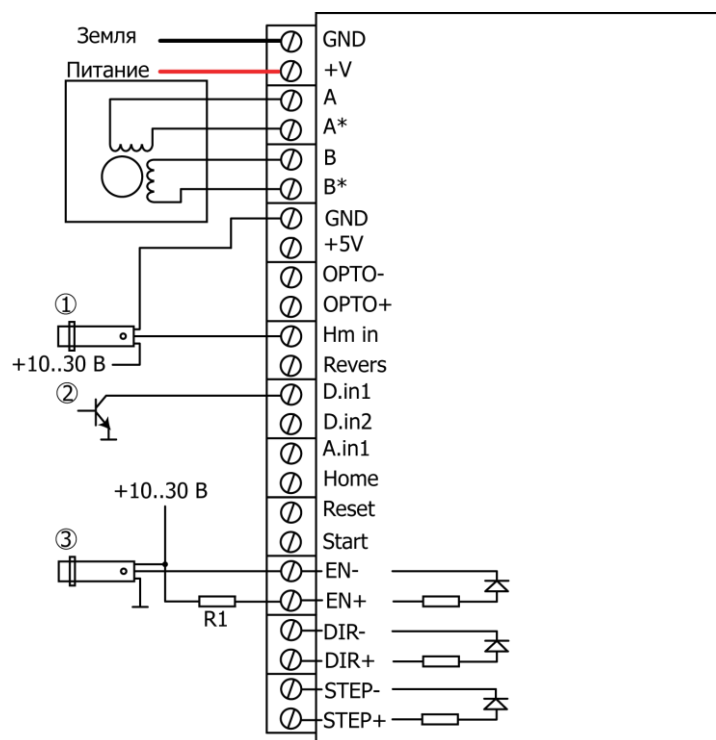 Земля
GND
Питание
+V
A
A*
B
B*
GND
+5V
OPTO-
OPTO+
①
Hm in
+10..30 В
Revers
②
D.in1
D.in2
A.in1
Home
+10..30 В
Reset
③
Start
EN-
R1
EN+
DIR-
DIR+
STEP-
STEP+